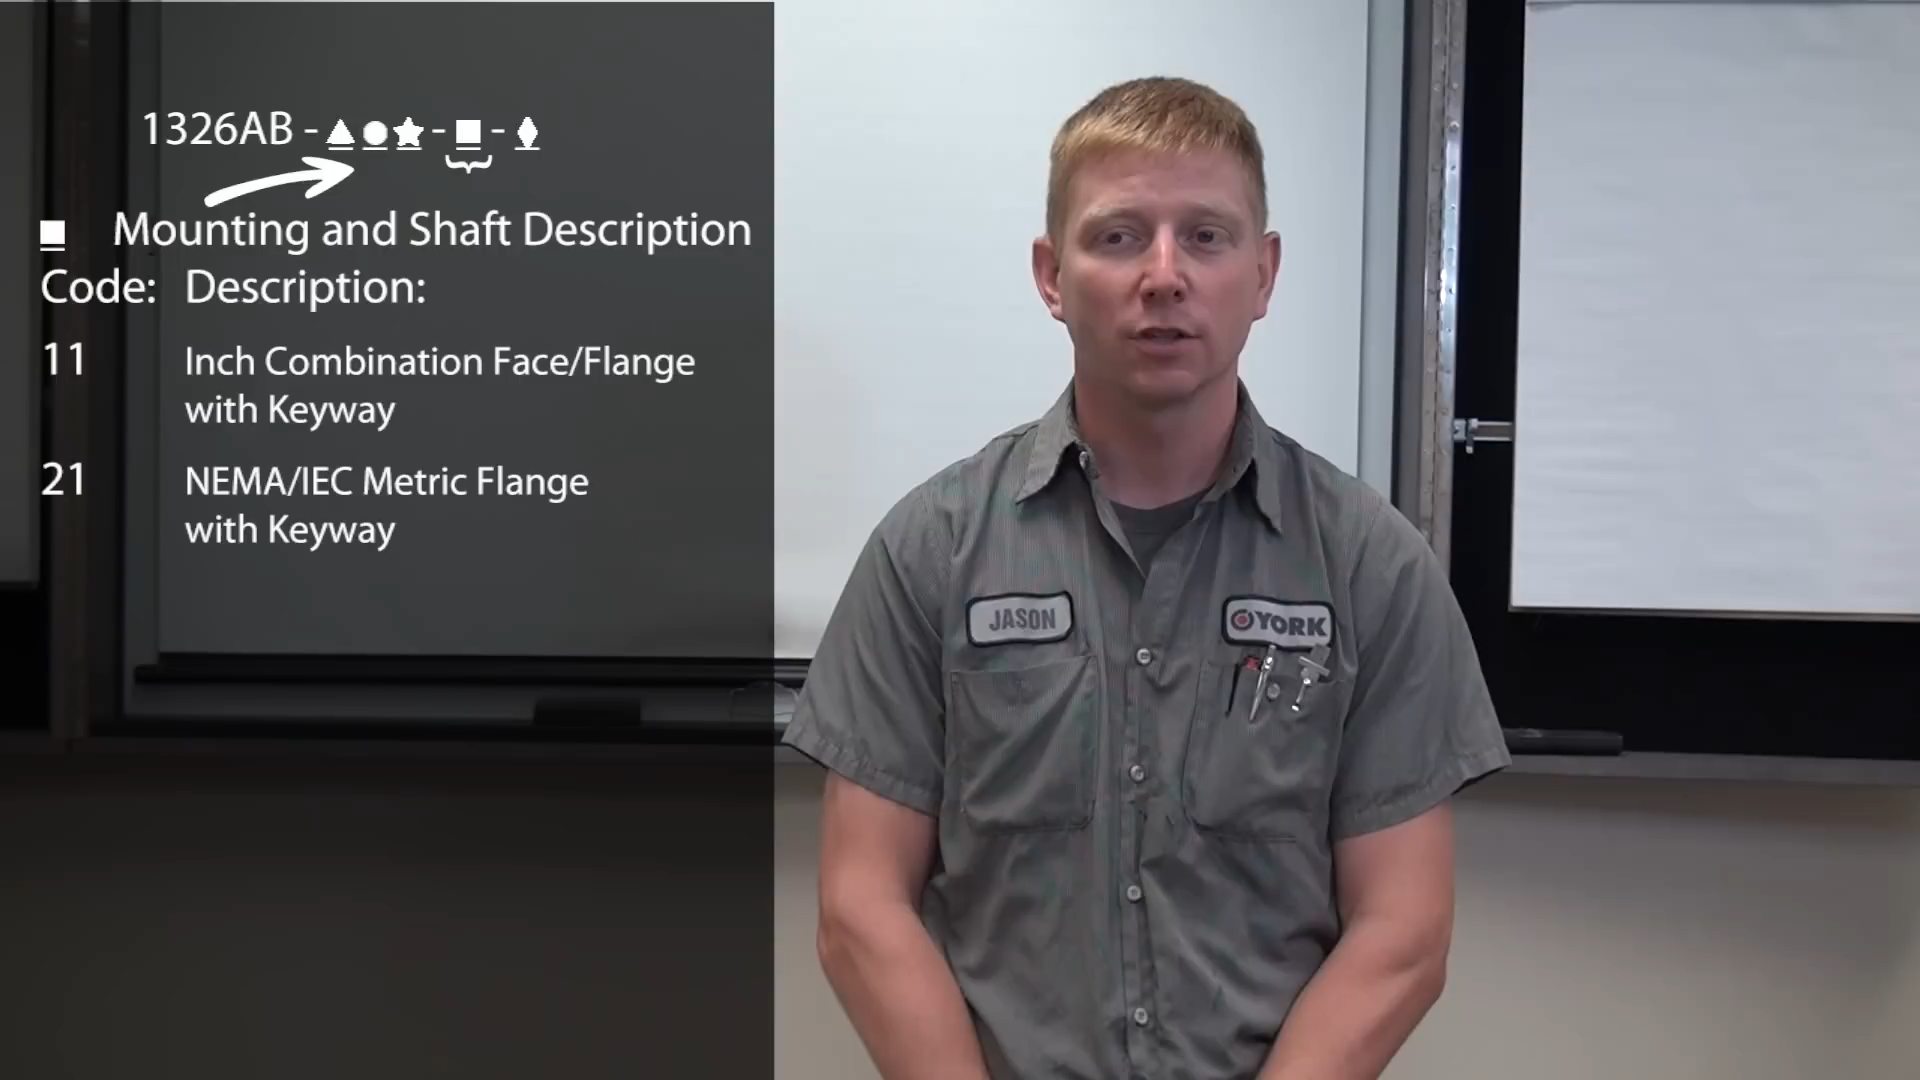 1326AB - ▲●★ - ■ - ♦
■ Mounting and Shaft Description
Code: Description:
11 Inch Combination Face/Flange
with Keyway
21 NEMA/IEC Metric Flange
with Keyway
JASON
YORK